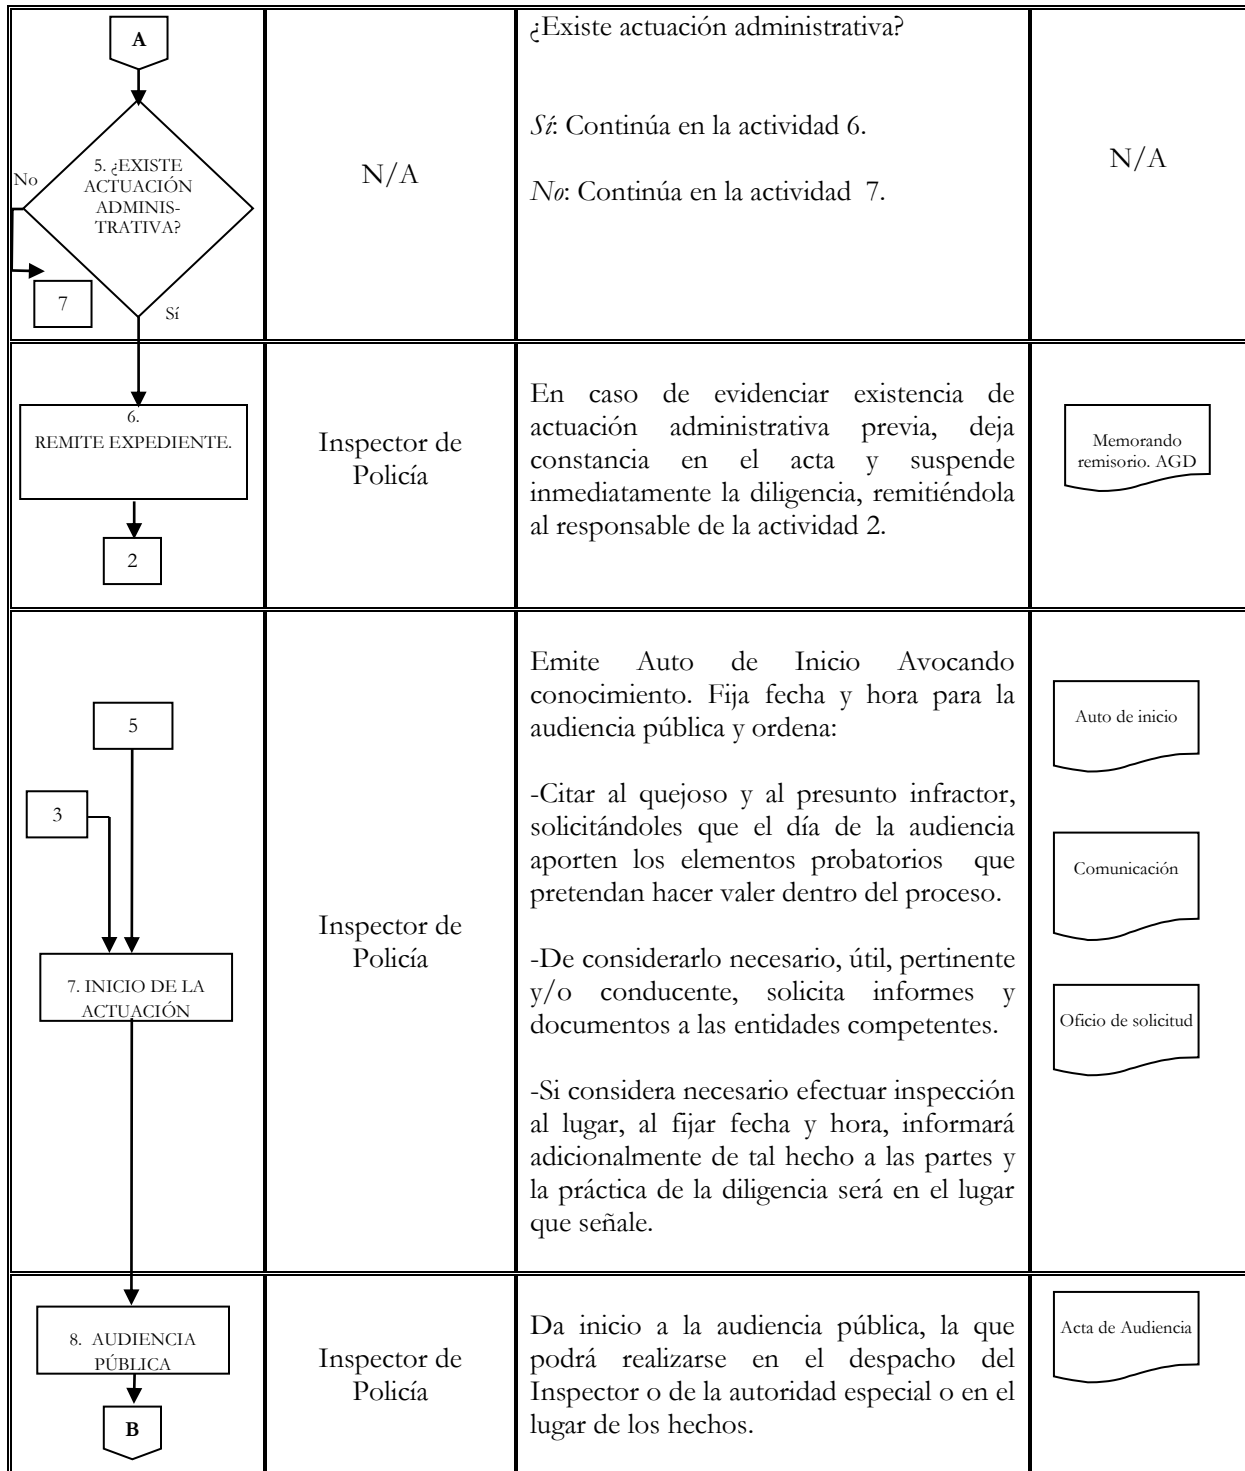 A
5. ¿EXISTE
ACTUACIÓN
ADMINIS-
TRATIVA?
No
7
Sí
N/A
¿Existe actuación administrativa?
Sí: Continúa en la actividad 6.
No: Continúa en la actividad 7.
N/A
6.
REMITE EXPEDIENTE.
2
Inspector de
Policía
En caso de evidenciar existencia de
actuación administrativa previa, deja
constancia en el acta y suspende
inmediatamente la diligencia, remitiéndola
al responsable de la actividad 2.
Memorando
remisorio. AGD
5
3
7. INICIO DE LA
ACTUACIÓN
Inspector de
Policía
Emite Auto de Inicio Avocando
conocimiento. Fija fecha y hora para la
audiencia pública y ordena:
-Citar al quejoso y al presunto infractor,
solicitándoles que el día de la audiencia
aporten los elementos probatorios que
pretendan hacer valer dentro del proceso.
-De considerarlo necesario, útil, pertinente
y/o conducente, solicita informes y
documentos a las entidades competentes.
-Si considera necesario efectuar inspección
al lugar, al fijar fecha y hora, informará
adicionalmente de tal hecho a las partes y
la práctica de la diligencia será en el lugar
que señale.
Auto de inicio
Comunicación
Oficio de solicitud
8. AUDIENCIA
PÚBLICA
B
Inspector de
Policía
Da inicio a la audiencia pública, la que
podrá realizarse en el despacho del
Inspector o de la autoridad especial o en el
lugar de los hechos.
Acta de Audiencia